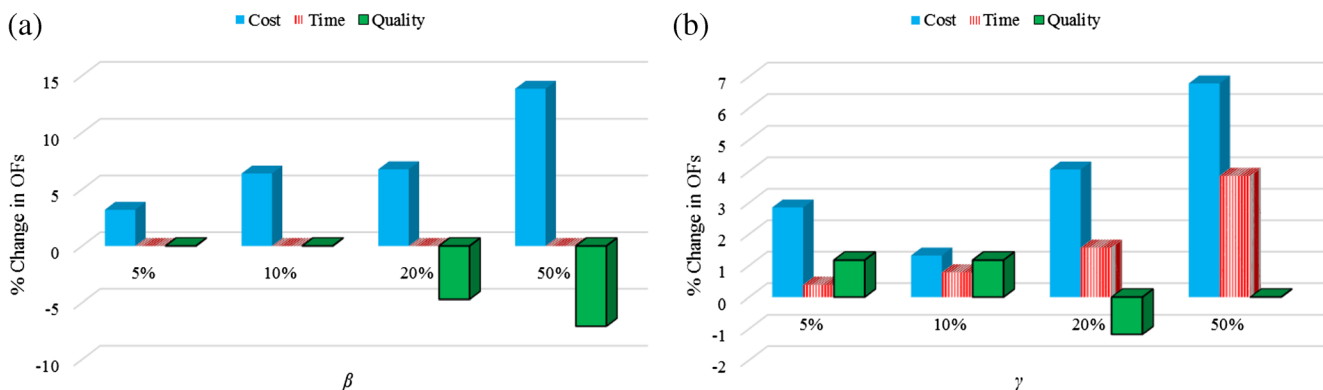 (a)
Cost Time Quality
% Change in OFs
15
10
5
0
-5
-10
5% 10% 20% 50%
β
(b)
Cost Time Quality
% Change in OFs
7
6
5
4
3
2
1
0
-1
-2
5% 10% 20% 50%
γ